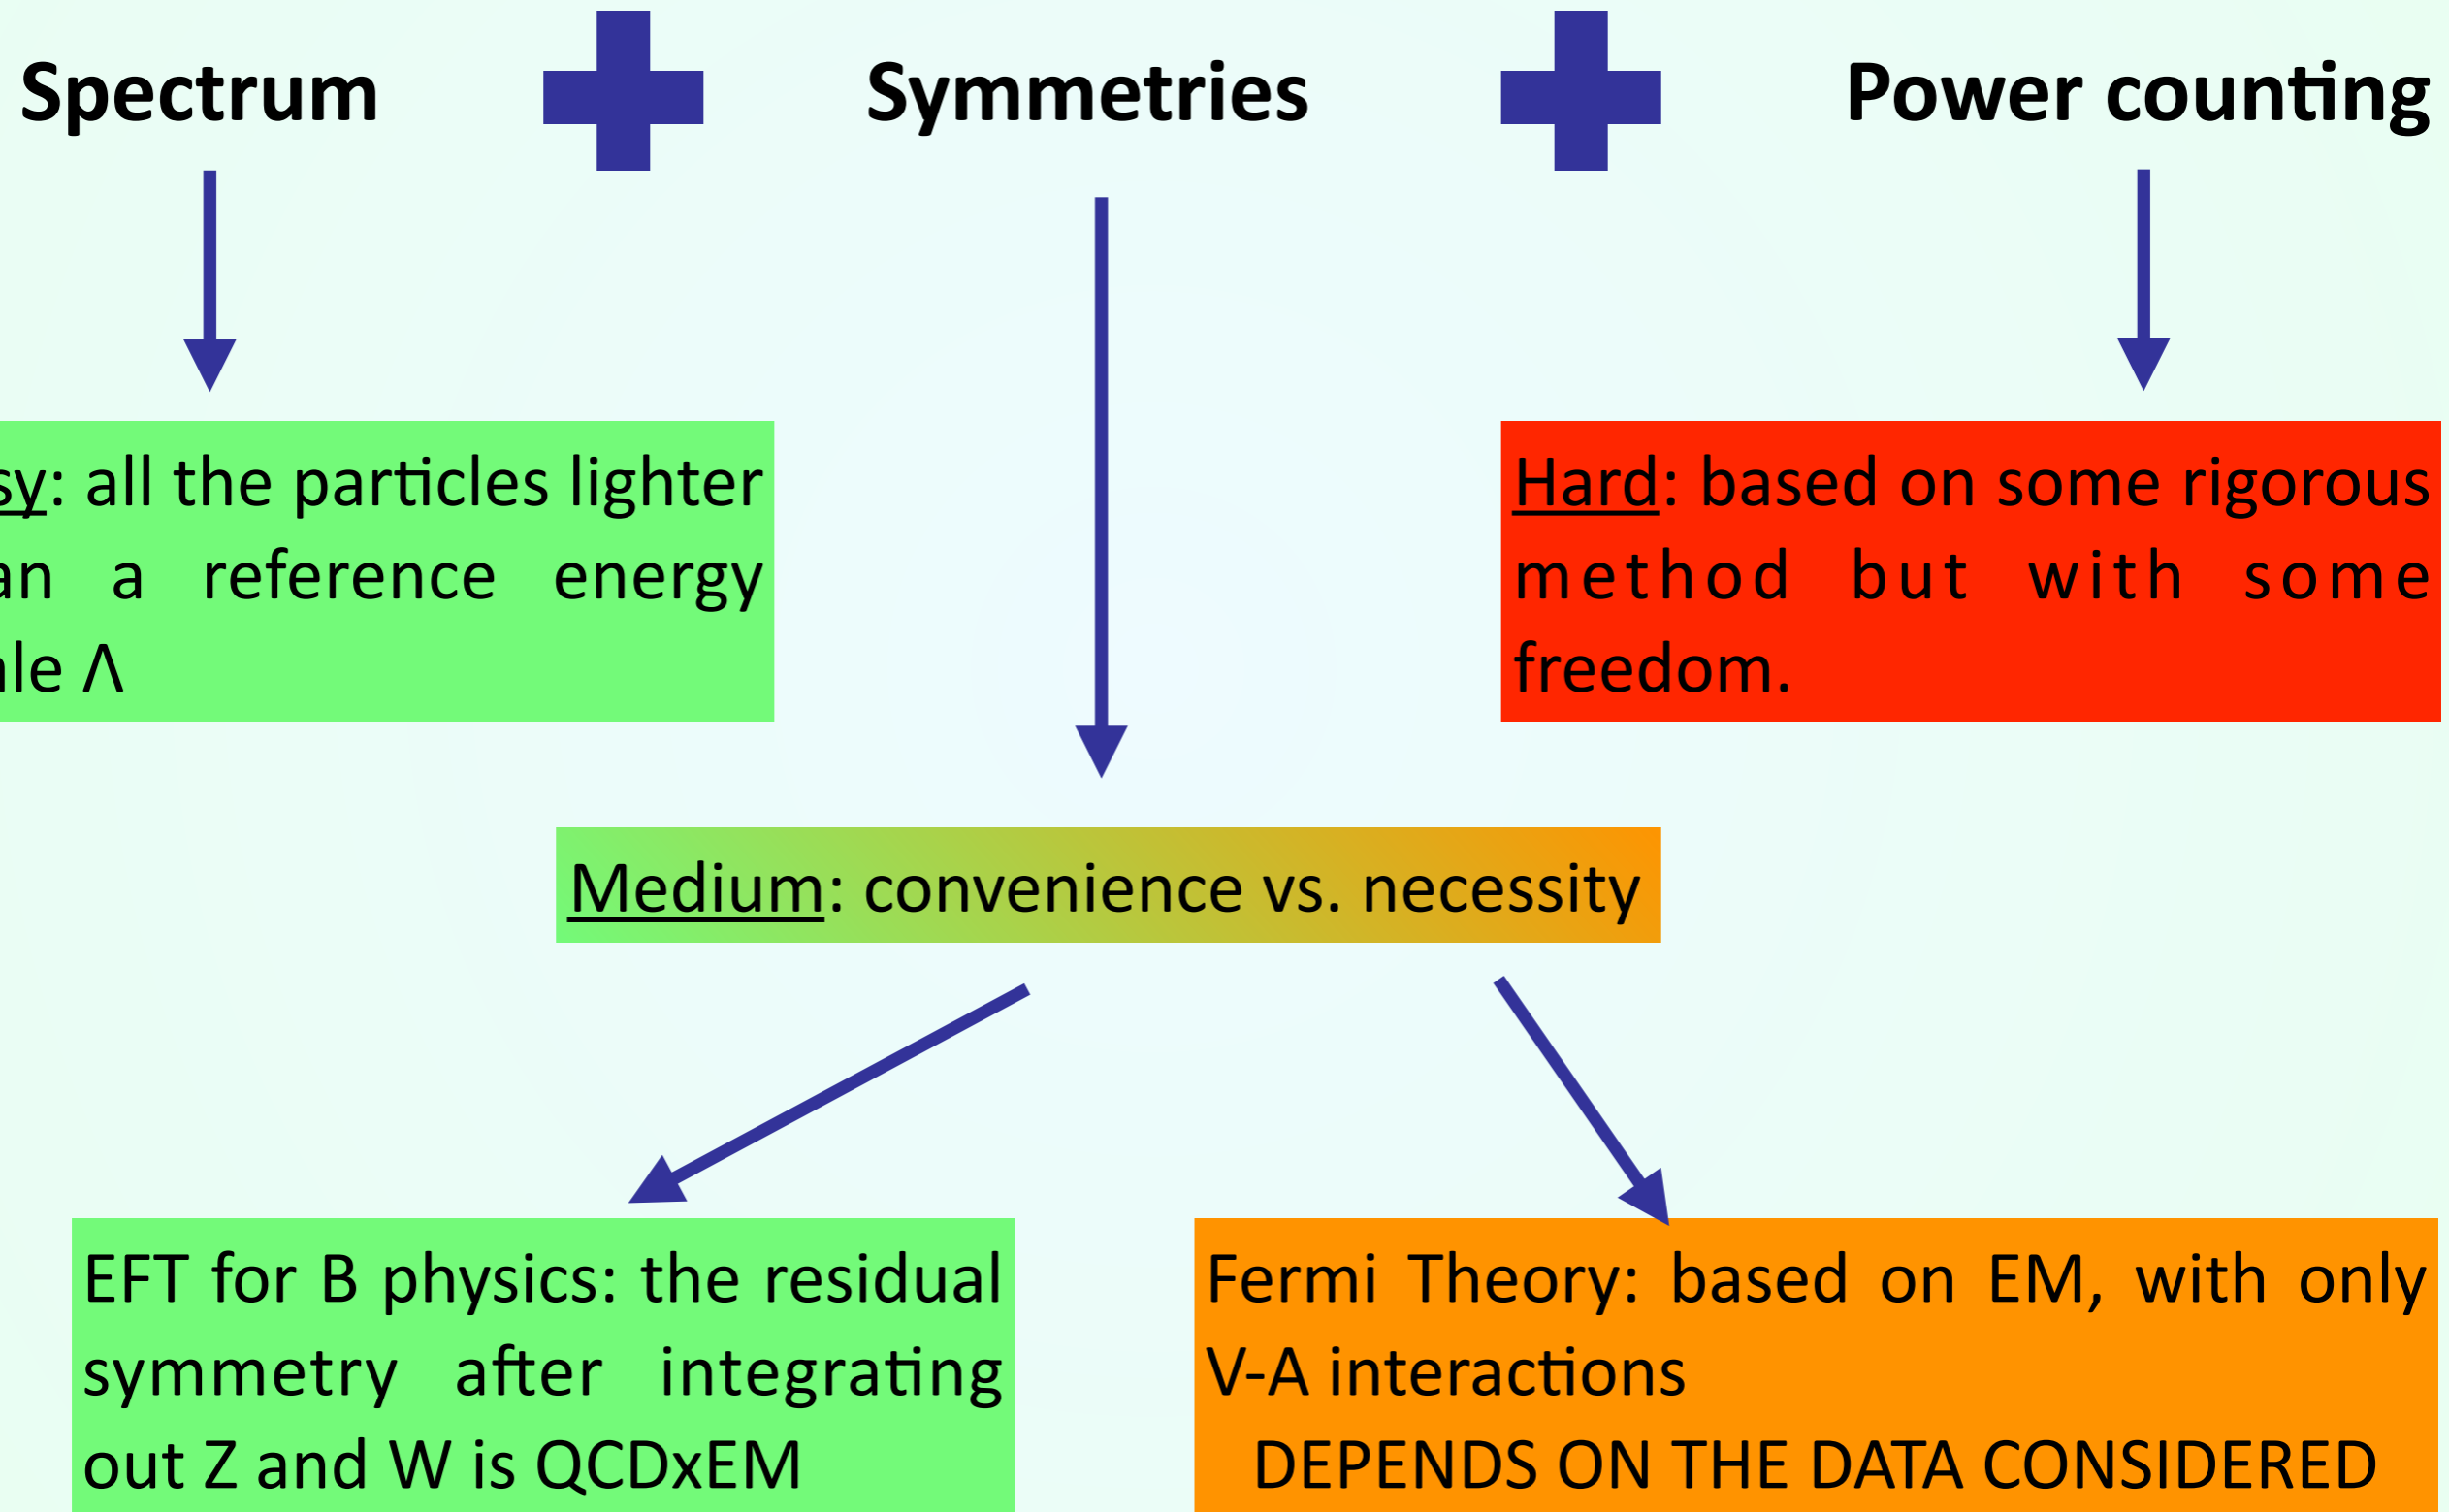 Spectrum Symmetries Power counting
sy: all the particles lighter
an a reference energy
ale Λ
Hard: based on some rigorous
method but with some
freedom.
Medium: convenience vs. necessity
EFT for B physics: the residual
symmetry after integrating
out Z and W is QCDxEM
Fermi Theory: based on EM, with only
V-A interactions
DEPENDS ON THE DATA CONSIDERED